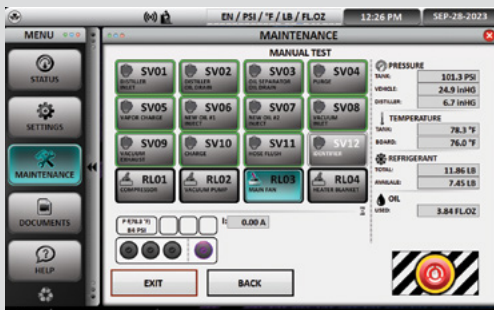 EN / PSI / °F / LB / FL.OZ 12:26 PM SEP-28-2023
MENU MAINTENANCE
MANUAL TEST
STATUS
SETTINGS
MAINTENANCE
DOCUMENTS
HELP
SV01 SV02 SV03 SV04
DISTILLER INLET
DISTILLER OIL DRAIN
OIL SEPARATOR OIL DRAIN
PURGE
SV05 SV06 SV07 SV08
VAPOR CHARGE
NEW OIL #1 INJECT
NEW OIL #2 INJECT
VACUUM INLET
SV09 SV10 SV11 SV12
VACUUM EXHAUST
CHARGE
HOSE FLUSH
IDENTIFIER
RL01 RL02 RL03 RL04
COMPRESSOR
VACUUM PUMP
MAIN FAN
HEATER BLANKET
84 PSI
I: 0.00 A
EXIT BACK
PRESSURE
TANK: 101.3 PSI
VEHICLE: 24.9 inHG
DISTILLER: 6.7 inHG
TEMPERATURE
TANK: 78.3 °F
BOARD: 76.0 °F
REFRIGERANT
TOTAL: 11.86 LB
AVAILABLE: 7.45 LB
OIL
USED: 3.84 FL.OZ